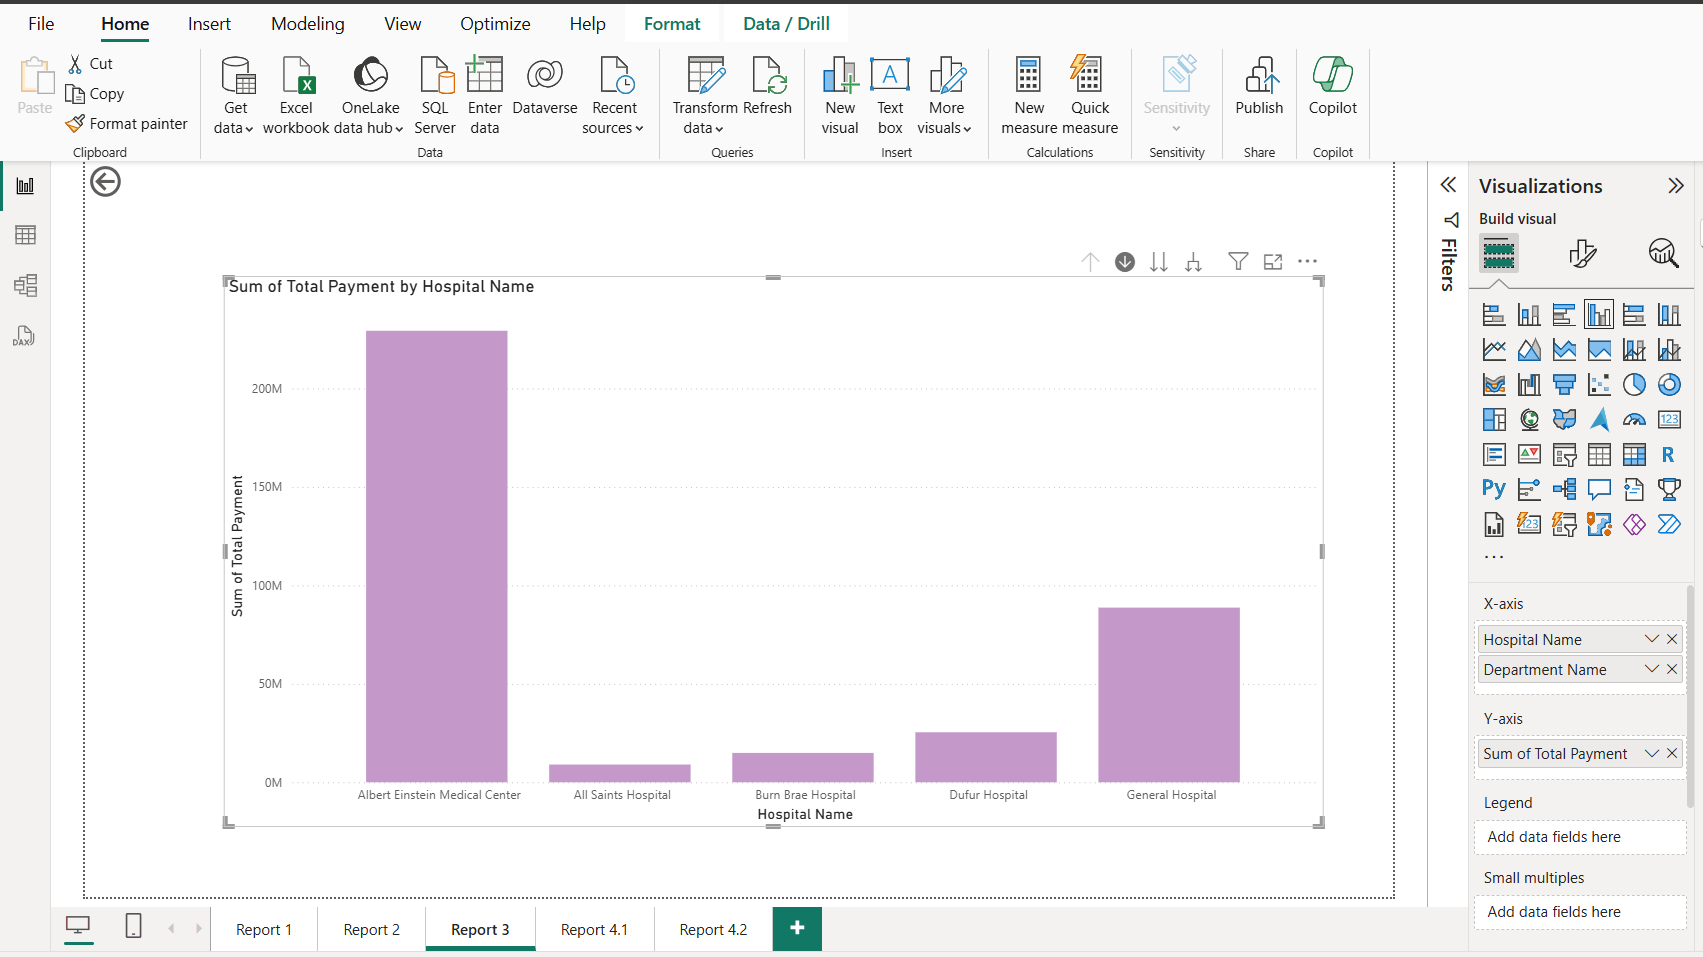 File Home Insert Modeling View Optimize Help Format Data / Drill
Paste
Cut
Copy
Format painter
Clipboard
Get data
Excel workbook
OneLake data hub
SQL Server
Enter data
Dataverse
Recent sources
Data
Transform data
Refresh
Queries
New visual
A
Text box
More visuals
Insert
New measure
Quick measure
Calculations
Sensitivity
Sensitivity
Publish
Share
Copilot
Copilot
DAX
Sum of Total Payment by Hospital Name
Sum of Total Payment
200M
150M
100M
50M
0M
Albert Einstein Medical Center
All Saints Hospital
Burn Brae Hospital
Dufur Hospital
General Hospital
Hospital Name
Filters
Visualizations
Build visual
123
R
Py
123
X-axis
Hospital Name
Department Name
Y-axis
Sum of Total Payment
Legend
Add data fields here
Small multiples
Add data fields here
Report 1
Report 2
Report 3
Report 4.1
Report 4.2